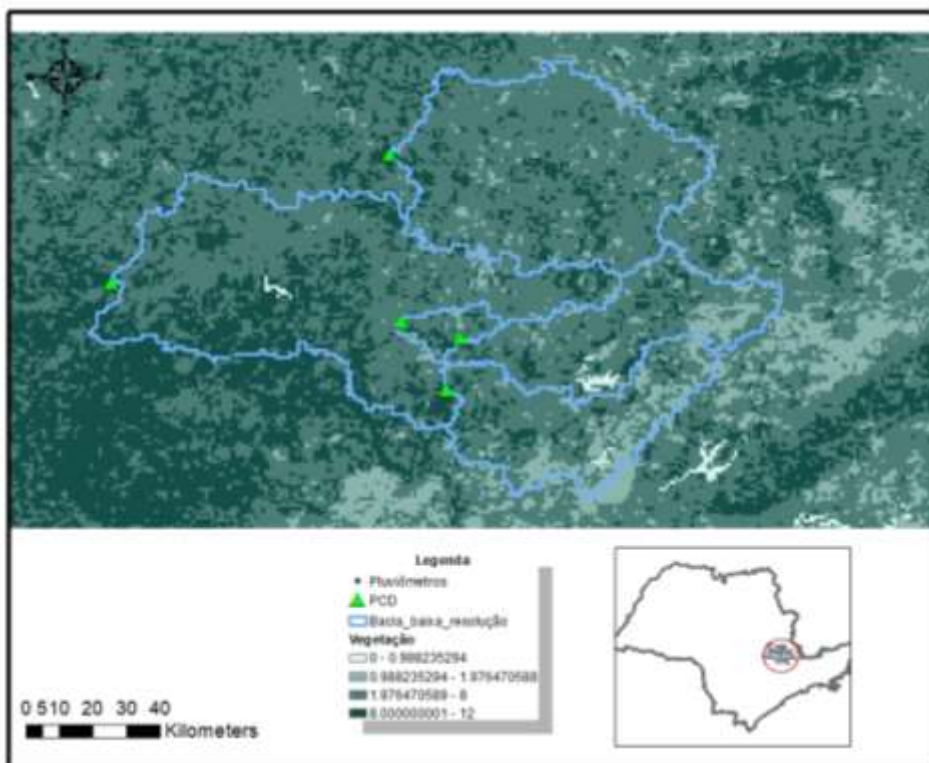 Legenda
Pluviômetros
PCD
Bacia_baixa_resolução
Vegetação
0 - 0.988235294
0.988235294 - 1.976470588
1.976470589 - 8
8.000000001 - 12
0 5 10 20 30 40
Kilometers